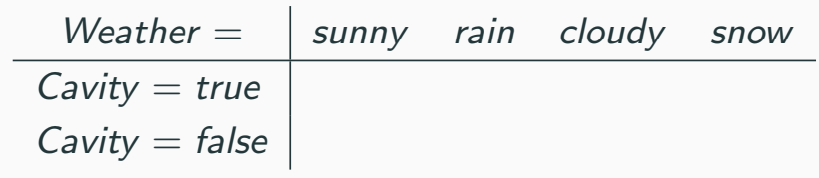 Weather = sunny rain cloudy snow
Cavity = true
Cavity = false